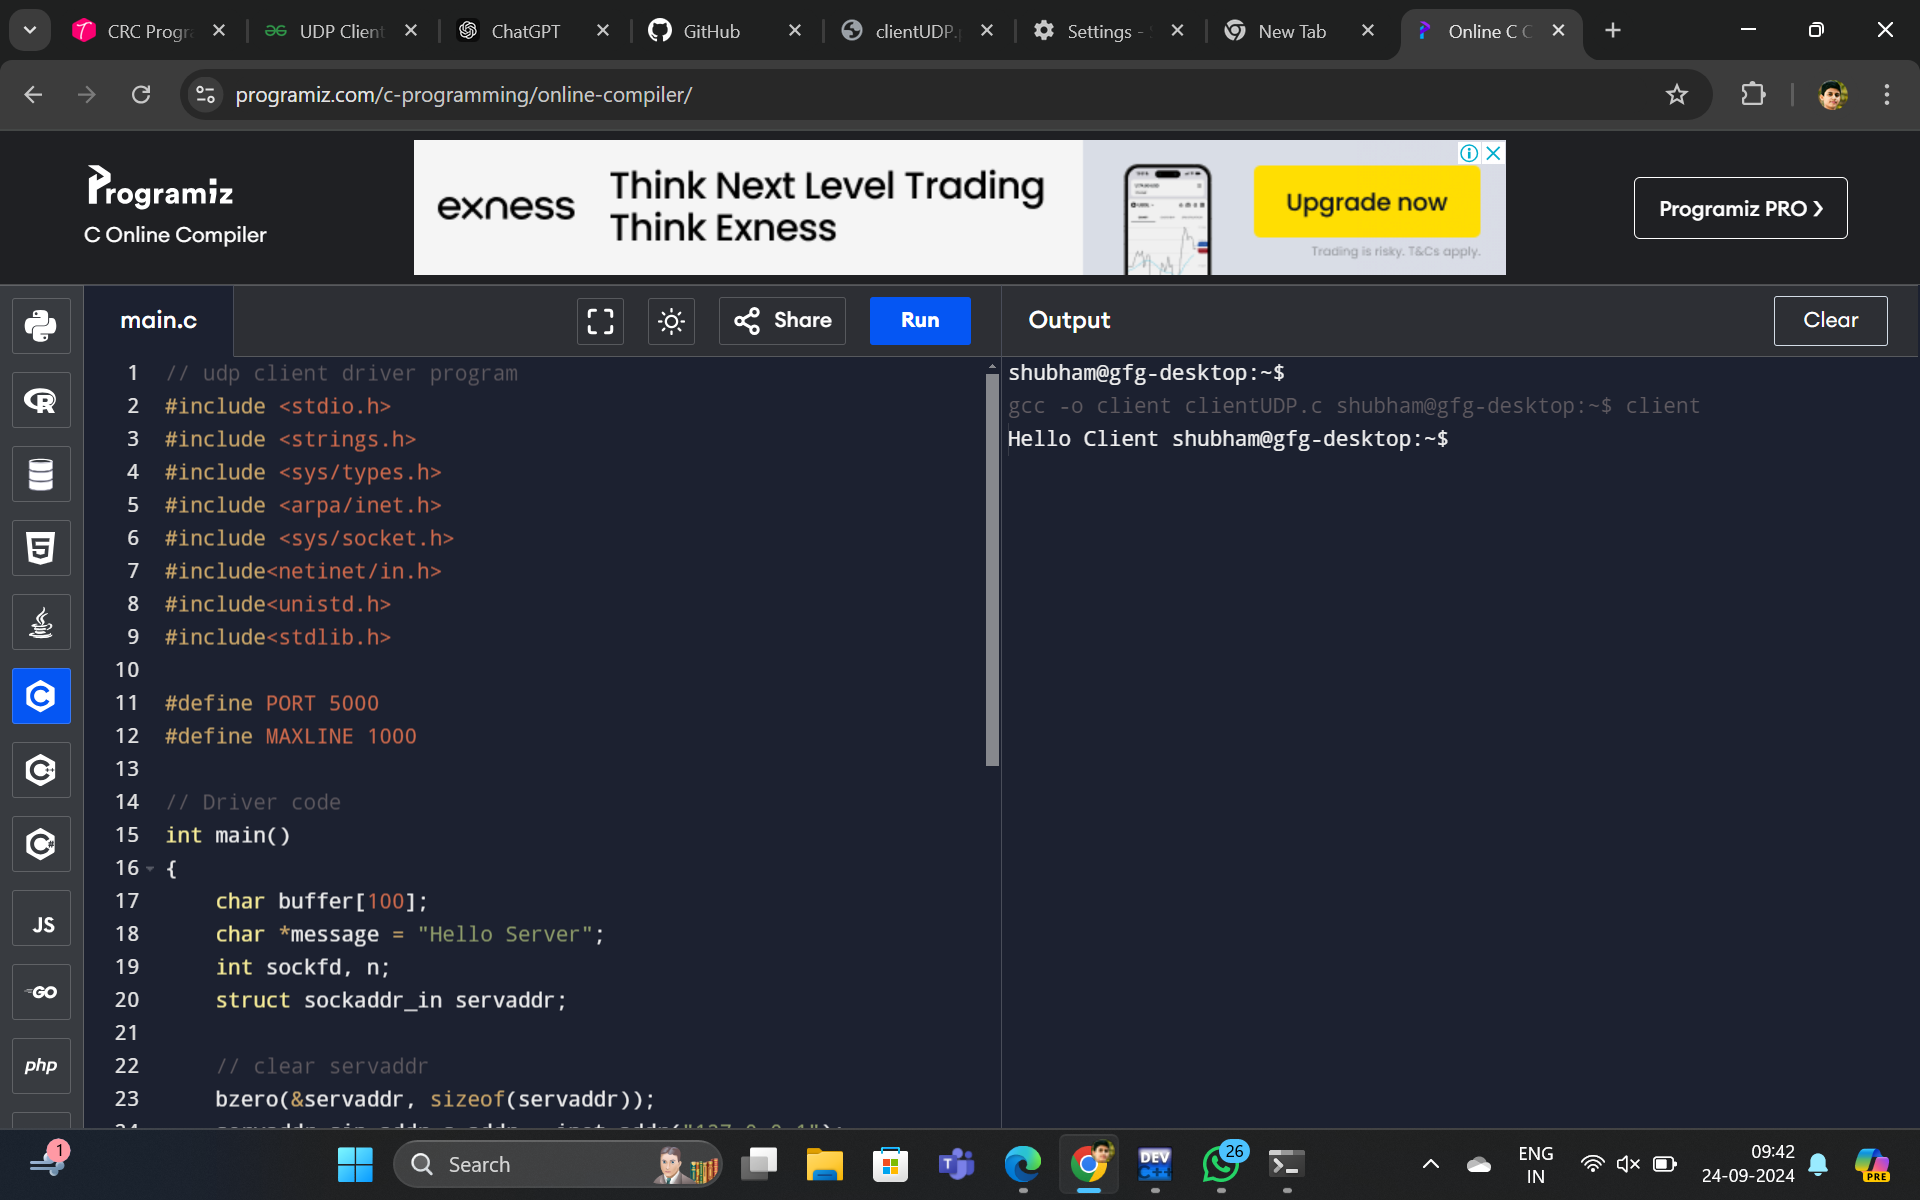 CRC Progr
UDP Client
ChatGPT
GitHub
clientUDP.
Settings -
New Tab
Online C C
programiz.com/c-programming/online-compiler/
Programiz
C Online Compiler
exness
Think Next Level Trading
Think Exness
Upgrade now
Trading is risky. T&Cs apply.
Programiz PRO ❯
main.c
Share
Run
Output
Clear
1 // udp client driver program
2 #include <stdio.h>
3 #include <strings.h>
4 #include <sys/types.h>
5 #include <arpa/inet.h>
6 #include <sys/socket.h>
7 #include<netinet/in.h>
8 #include<unistd.h>
9 #include<stdlib.h>
10
11 #define PORT 5000
12 #define MAXLINE 1000
13
14 // Driver code
15 int main()
16 {
17 char buffer[100];
18 char *message = "Hello Server";
19 int sockfd, n;
20 struct sockaddr_in servaddr;
21
22 // clear servaddr
23 bzero(&servaddr, sizeof(servaddr));
shubham@gfg-desktop:~$
gcc -o client clientUDP.c shubham@gfg-desktop:~$ client
Hello Client shubham@gfg-desktop:~$
JS
GO
php
1
Search
DEV C++
26
ENG
IN
09:42
24-09-2024
PRE